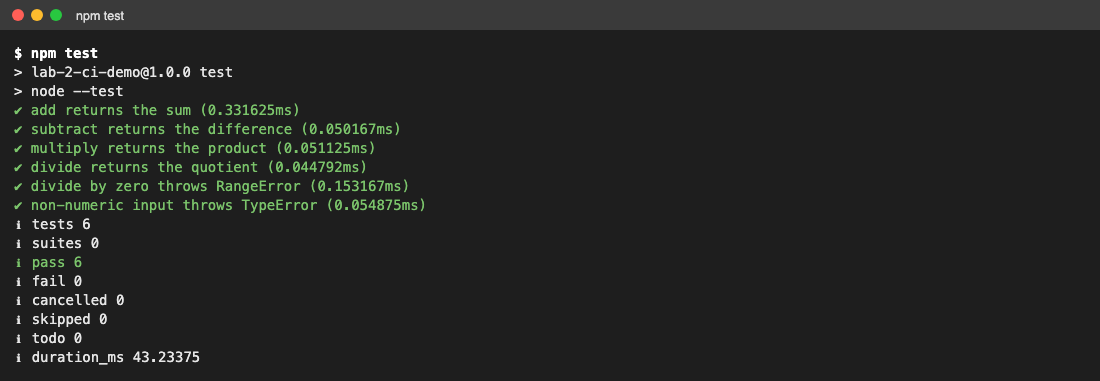 npm test
$ npm test
> lab-2-ci-demo@1.0.0 test
> node --test
✔ add returns the sum (0.331625ms)
✔ subtract returns the difference (0.050167ms)
✔ multiply returns the product (0.051125ms)
✔ divide returns the quotient (0.044792ms)
✔ divide by zero throws RangeError (0.153167ms)
✔ non-numeric input throws TypeError (0.054875ms)
ℹ tests 6
ℹ suites 0
ℹ pass 6
ℹ fail 0
ℹ cancelled 0
ℹ skipped 0
ℹ todo 0
ℹ duration_ms 43.23375